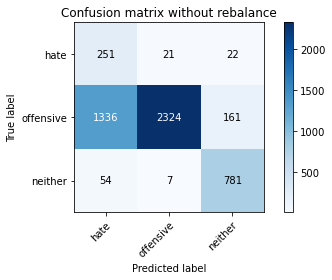 Confusion matrix without rebalance
True label
hate 251 21 22
offensive 1336 2324 161
neither 54 7 781
hate offensive neither
Predicted label
2000
1500
1000
500